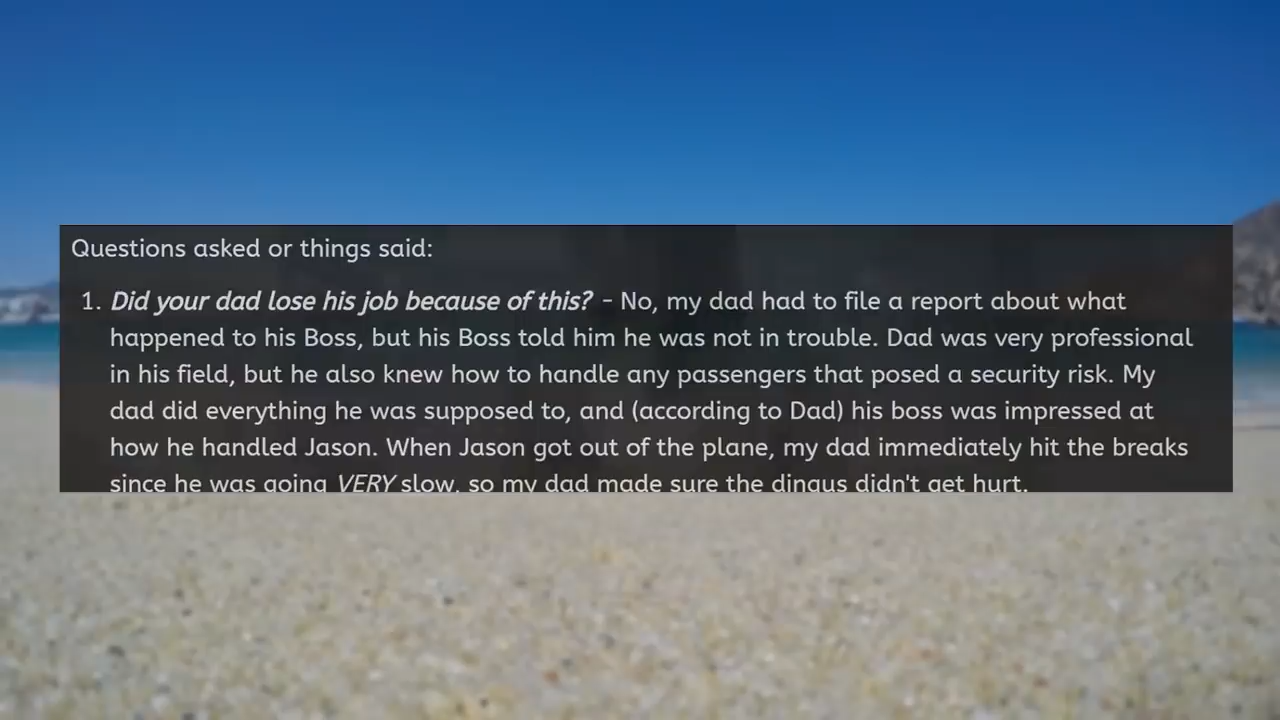 Questions asked or things said:
1. Did your dad lose his job because of this? - No, my dad had to file a report about what
happened to his Boss, but his Boss told him he was not in trouble. Dad was very professional
in his field, but he also knew how to handle any passengers that posed a security risk. My
dad did everything he was supposed to, and (according to Dad) his boss was impressed at
how he handled Jason. When Jason got out of the plane, my dad immediately hit the breaks
since he was going VERY slow, so my dad made sure the dingus didn't get hurt.